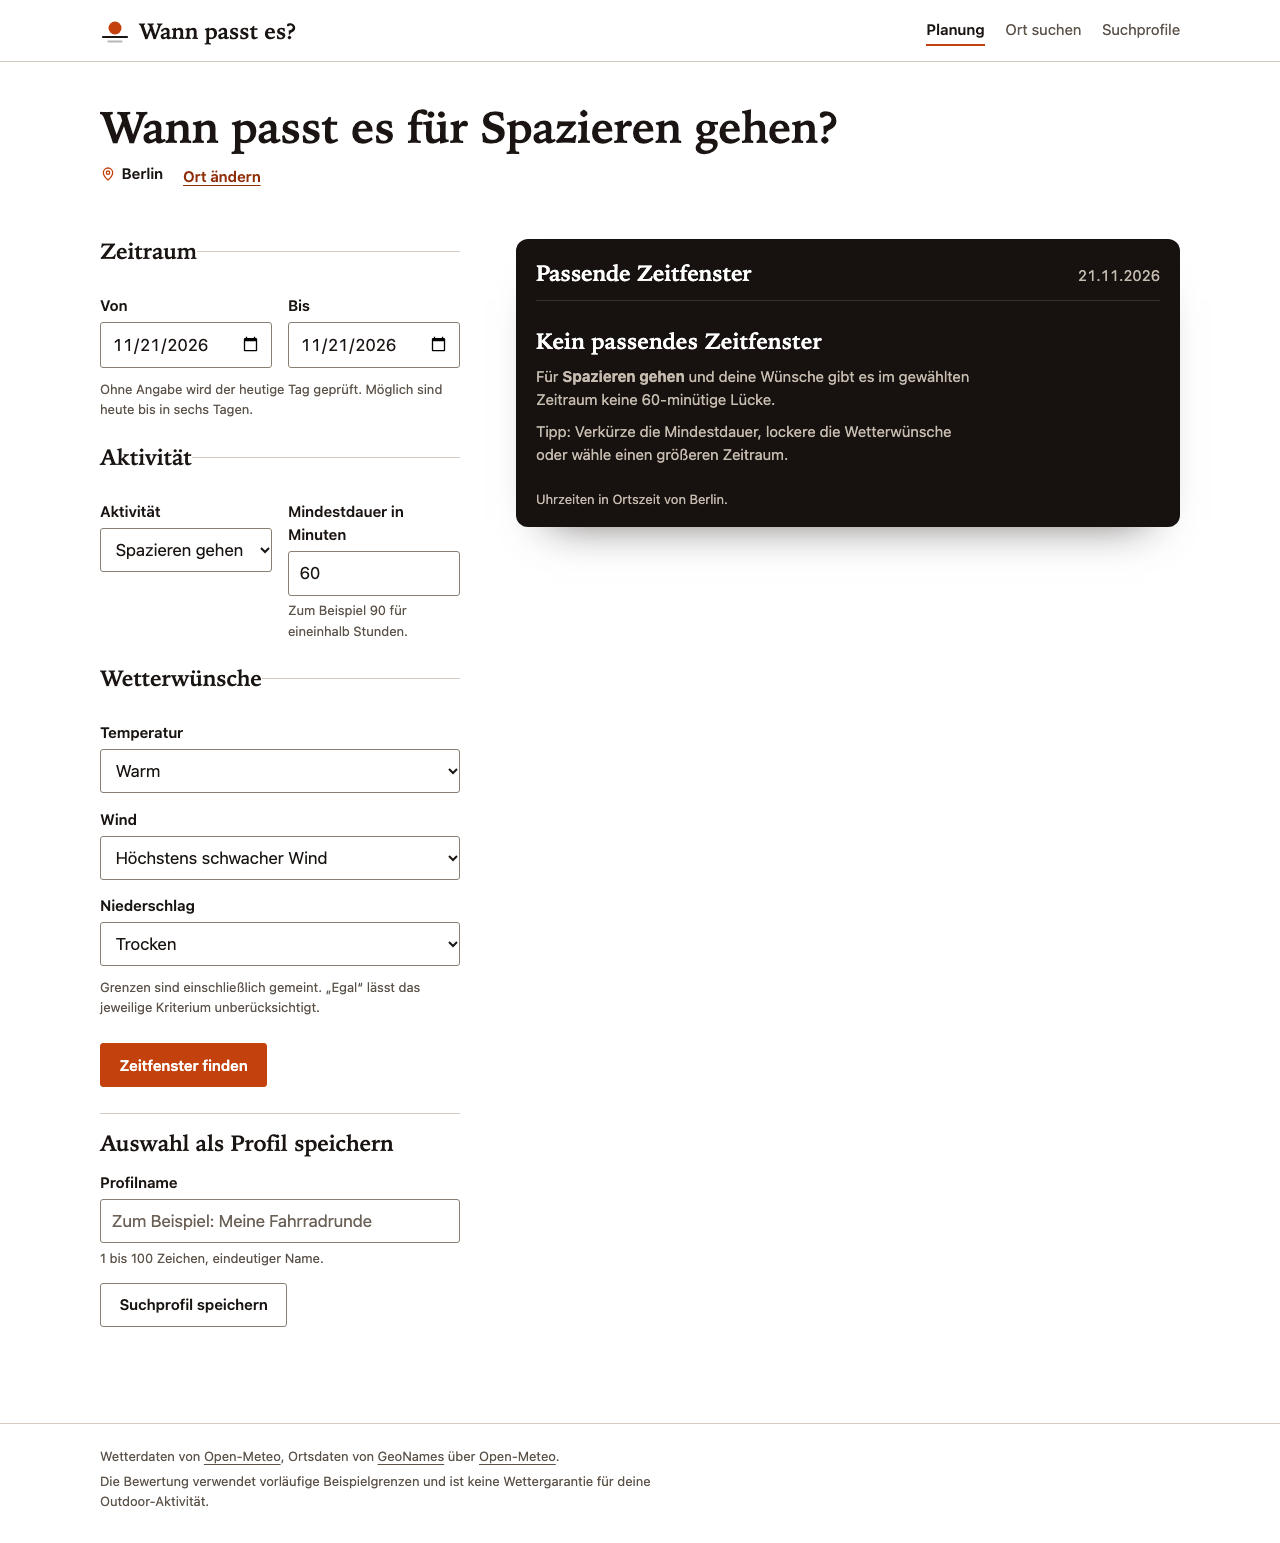 Wann passt es?
Planung
Ort suchen
Suchprofile
Wann passt es für Spazieren gehen?
Berlin
Ort ändern
Zeitraum
Von
Bis
11/21/2026
11/21/2026
Ohne Angabe wird der heutige Tag geprüft. Möglich sind
heute bis in sechs Tagen.
Aktivität
Aktivität
Spazieren gehen
Mindestdauer in
Minuten
60
Zum Beispiel 90 für
eineinhalb Stunden.
Wetterwünsche
Temperatur
Warm
Wind
Höchstens schwacher Wind
Niederschlag
Trocken
Grenzen sind einschließlich gemeint. „Egal“ lässt das
jeweilige Kriterium unberücksichtigt.
Zeitfenster finden
Auswahl als Profil speichern
Profilname
Zum Beispiel: Meine Fahrradrunde
1 bis 100 Zeichen, eindeutiger Name.
Suchprofil speichern
Passende Zeitfenster
21.11.2026
Kein passendes Zeitfenster
Für Spazieren gehen und deine Wünsche gibt es im gewählten
Zeitraum keine 60-minütige Lücke.
Tipp: Verkürze die Mindestdauer, lockere die Wetterwünsche
oder wähle einen größeren Zeitraum.
Uhrzeiten in Ortszeit von Berlin.
Wetterdaten von Open-Meteo, Ortsdaten von GeoNames über Open-Meteo.
Die Bewertung verwendet vorläufige Beispielgrenzen und ist keine Wettergarantie für deine
Outdoor-Aktivität.